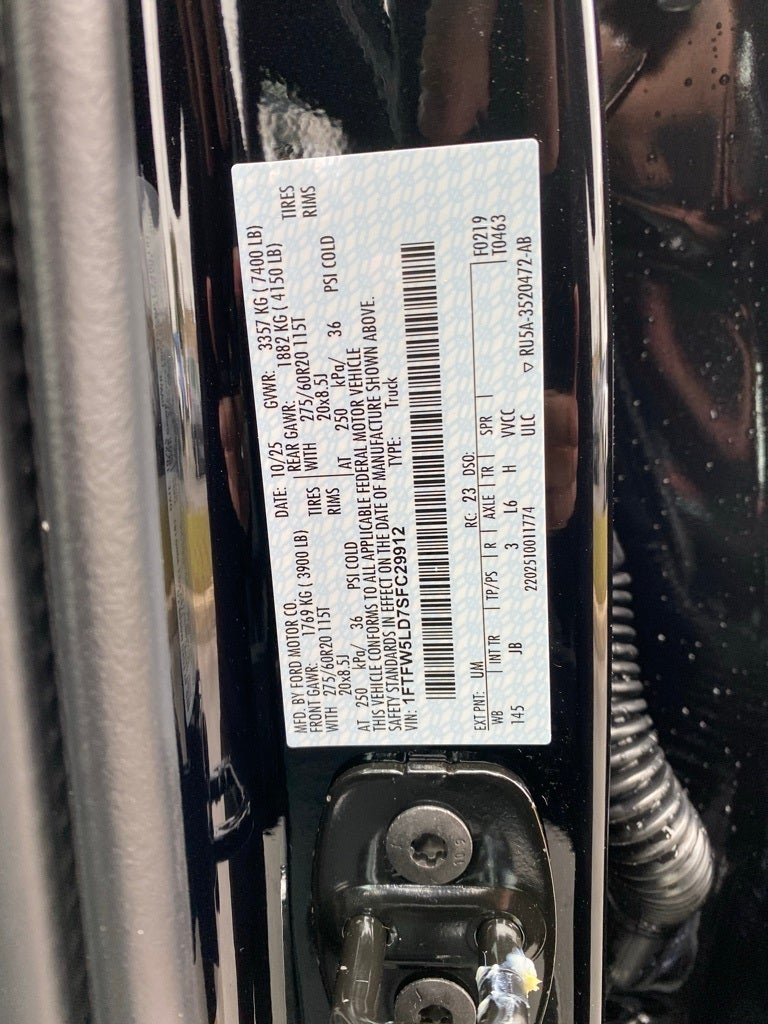 MFD. BY FORD MOTOR CO. DATE: 10/25 GVWR: 3357 KG ( 7400 LB)
FRONT GAWR: 1769 KG ( 3900 LB) REAR GAWR: 1882 KG ( 4150 LB)
WITH 275/60R20 115T TIRES WITH 275/60R20 115T TIRES
20x8.5J RIMS 20x8.5J RIMS
AT 250 kPa/ 36 PSI COLD AT 250 kPa/ 36 PSI COLD
THIS VEHICLE CONFORMS TO ALL APPLICABLE FEDERAL MOTOR VEHICLE
SAFETY STANDARDS IN EFFECT ON THE DATE OF MANUFACTURE SHOWN ABOVE.
VIN: 1FTFW5LD7SFC29912 TYPE: Truck
EXT PNT: UM RC: 23 DSO: F0219
WB INT TR TP/PS R AXLE TR SPR T0463
145 JB 3 L6 H VVCC
2202510011774 ULC ▽ RU5A-3520472-AB
10.9